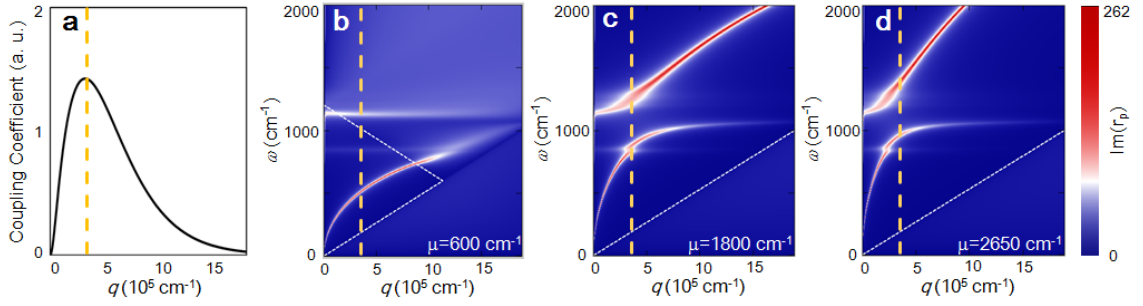 a
Coupling Coefficient (a. u.)
2
1
0
0 5 10 15
q (10⁵ cm⁻¹)
b
ω (cm⁻¹)
2000
1000
0
μ=600 cm⁻¹
0 5 10 15
q (10⁵ cm⁻¹)
c
ω (cm⁻¹)
2000
1000
0
μ=1800 cm⁻¹
0 5 10 15
q (10⁵ cm⁻¹)
d
ω (cm⁻¹)
2000
1000
0
μ=2650 cm⁻¹
0 5 10 15
q (10⁵ cm⁻¹)
262
Im(rₚ)
0